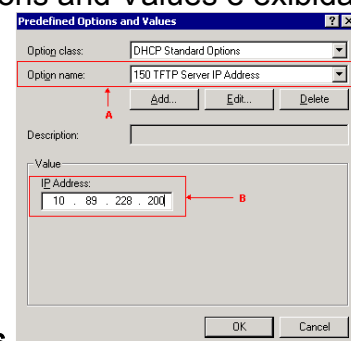 ons and Values é exibida
Predefined Options and Values
Option class:
DHCP Standard Options
Option name:
150 TFTP Server IP Address
A
Add...
Edit...
Delete
Description:
Value
IP Address:
10 . 89 . 228 . 200
B
OK
Cancel